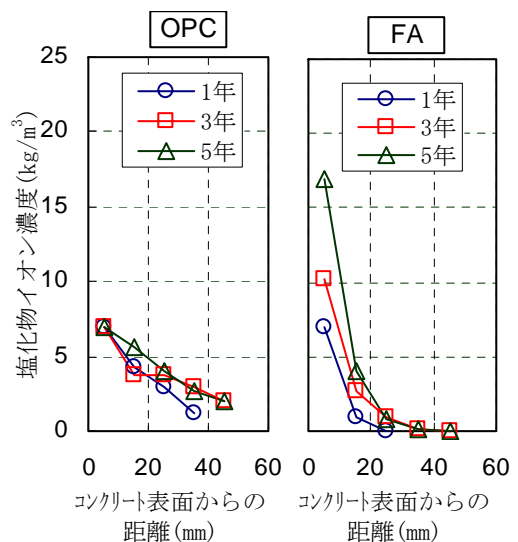 OPC
FA
塩化物イオン濃度(kg/m³)
25
20
15
10
5
0
1年
3年
5年
1年
3年
5年
0 20 40 60
0 20 40 60
コンクリート表面からの
距離(mm)
コンクリート表面からの
距離(mm)